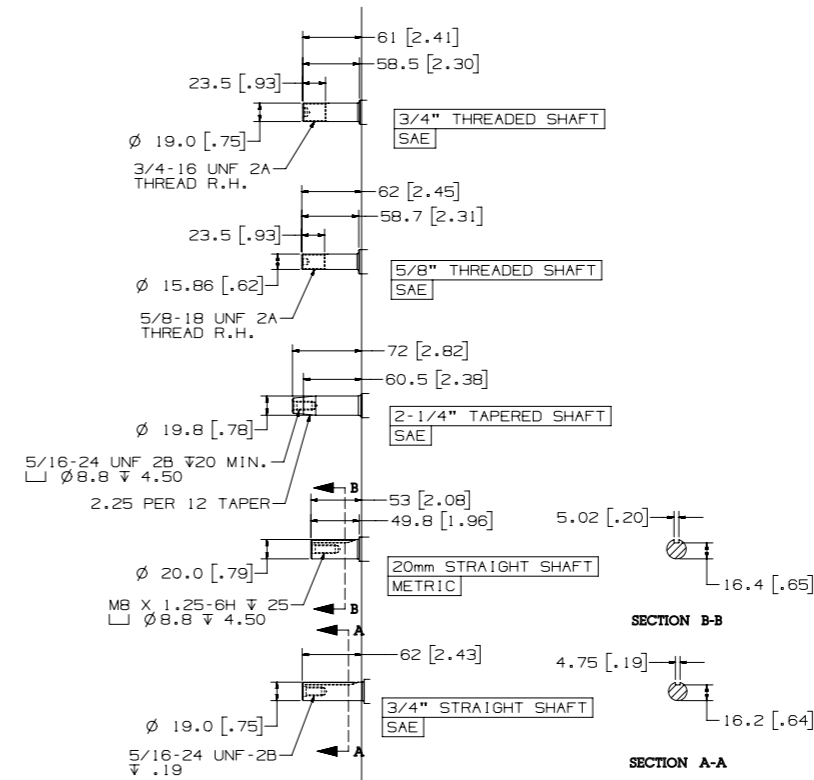 61 [2.41]
58.5 [2.30]
23.5 [.93]
3/4" THREADED SHAFT
SAE
Ø 19.0 [.75]
3/4-16 UNF 2A
THREAD R.H.
62 [2.45]
58.7 [2.31]
23.5 [.93]
5/8" THREADED SHAFT
SAE
Ø 15.86 [.62]
5/8-18 UNF 2A
THREAD R.H.
72 [2.82]
60.5 [2.38]
2-1/4" TAPERED SHAFT
SAE
Ø 19.8 [.78]
5/16-24 UNF 2B ↧20 MIN.
⌴ Ø8.8 ↧ 4.50
2.25 PER 12 TAPER
B
53 [2.08]
49.8 [1.96]
5.02 [.20]
20mm STRAIGHT SHAFT
METRIC
Ø 20.0 [.79]
16.4 [.65]
M8 X 1.25-6H ↧ 25
⌴ Ø8.8 ↧ 4.50
B
SECTION B-B
A
62 [2.43]
4.75 [.19]
3/4" STRAIGHT SHAFT
SAE
Ø 19.0 [.75]
16.2 [.64]
5/16-24 UNF-2B
↧ .19
A
SECTION A-A